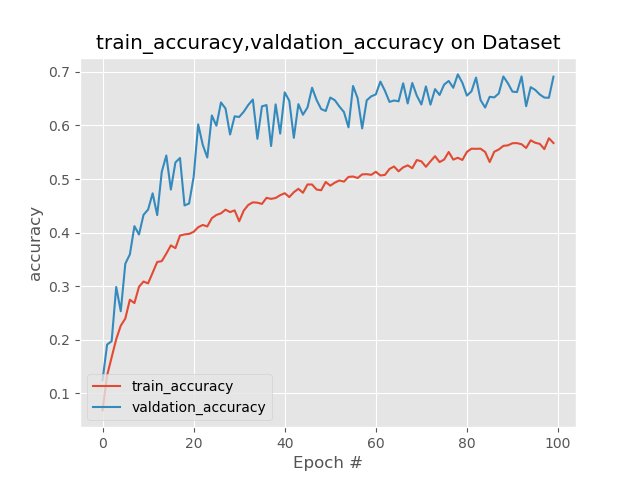 train_accuracy,valdation_accuracy on Dataset
accuracy
0.7
0.6
0.5
0.4
0.3
0.2
0.1
train_accuracy
valdation_accuracy
0 20 40 60 80 100
Epoch #